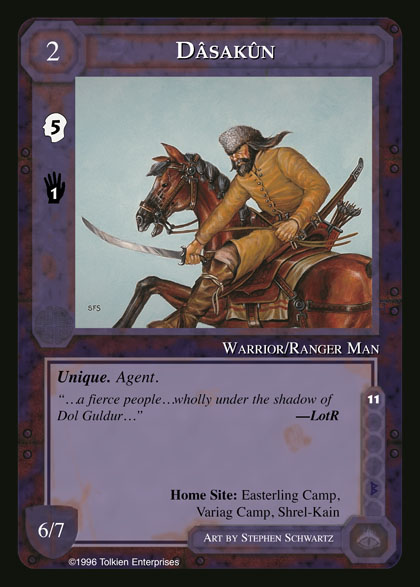 2
DÂSAKÛN
5
1
SFS
WARRIOR/RANGER MAN
Unique. Agent.
“…a fierce people…wholly under the shadow of
Dol Guldur…” —LotR
11
Home Site: Easterling Camp,
Variag Camp, Shrel-Kain
6/7
ART BY STEPHEN SCHWARTZ
©1996 Tolkien Enterprises